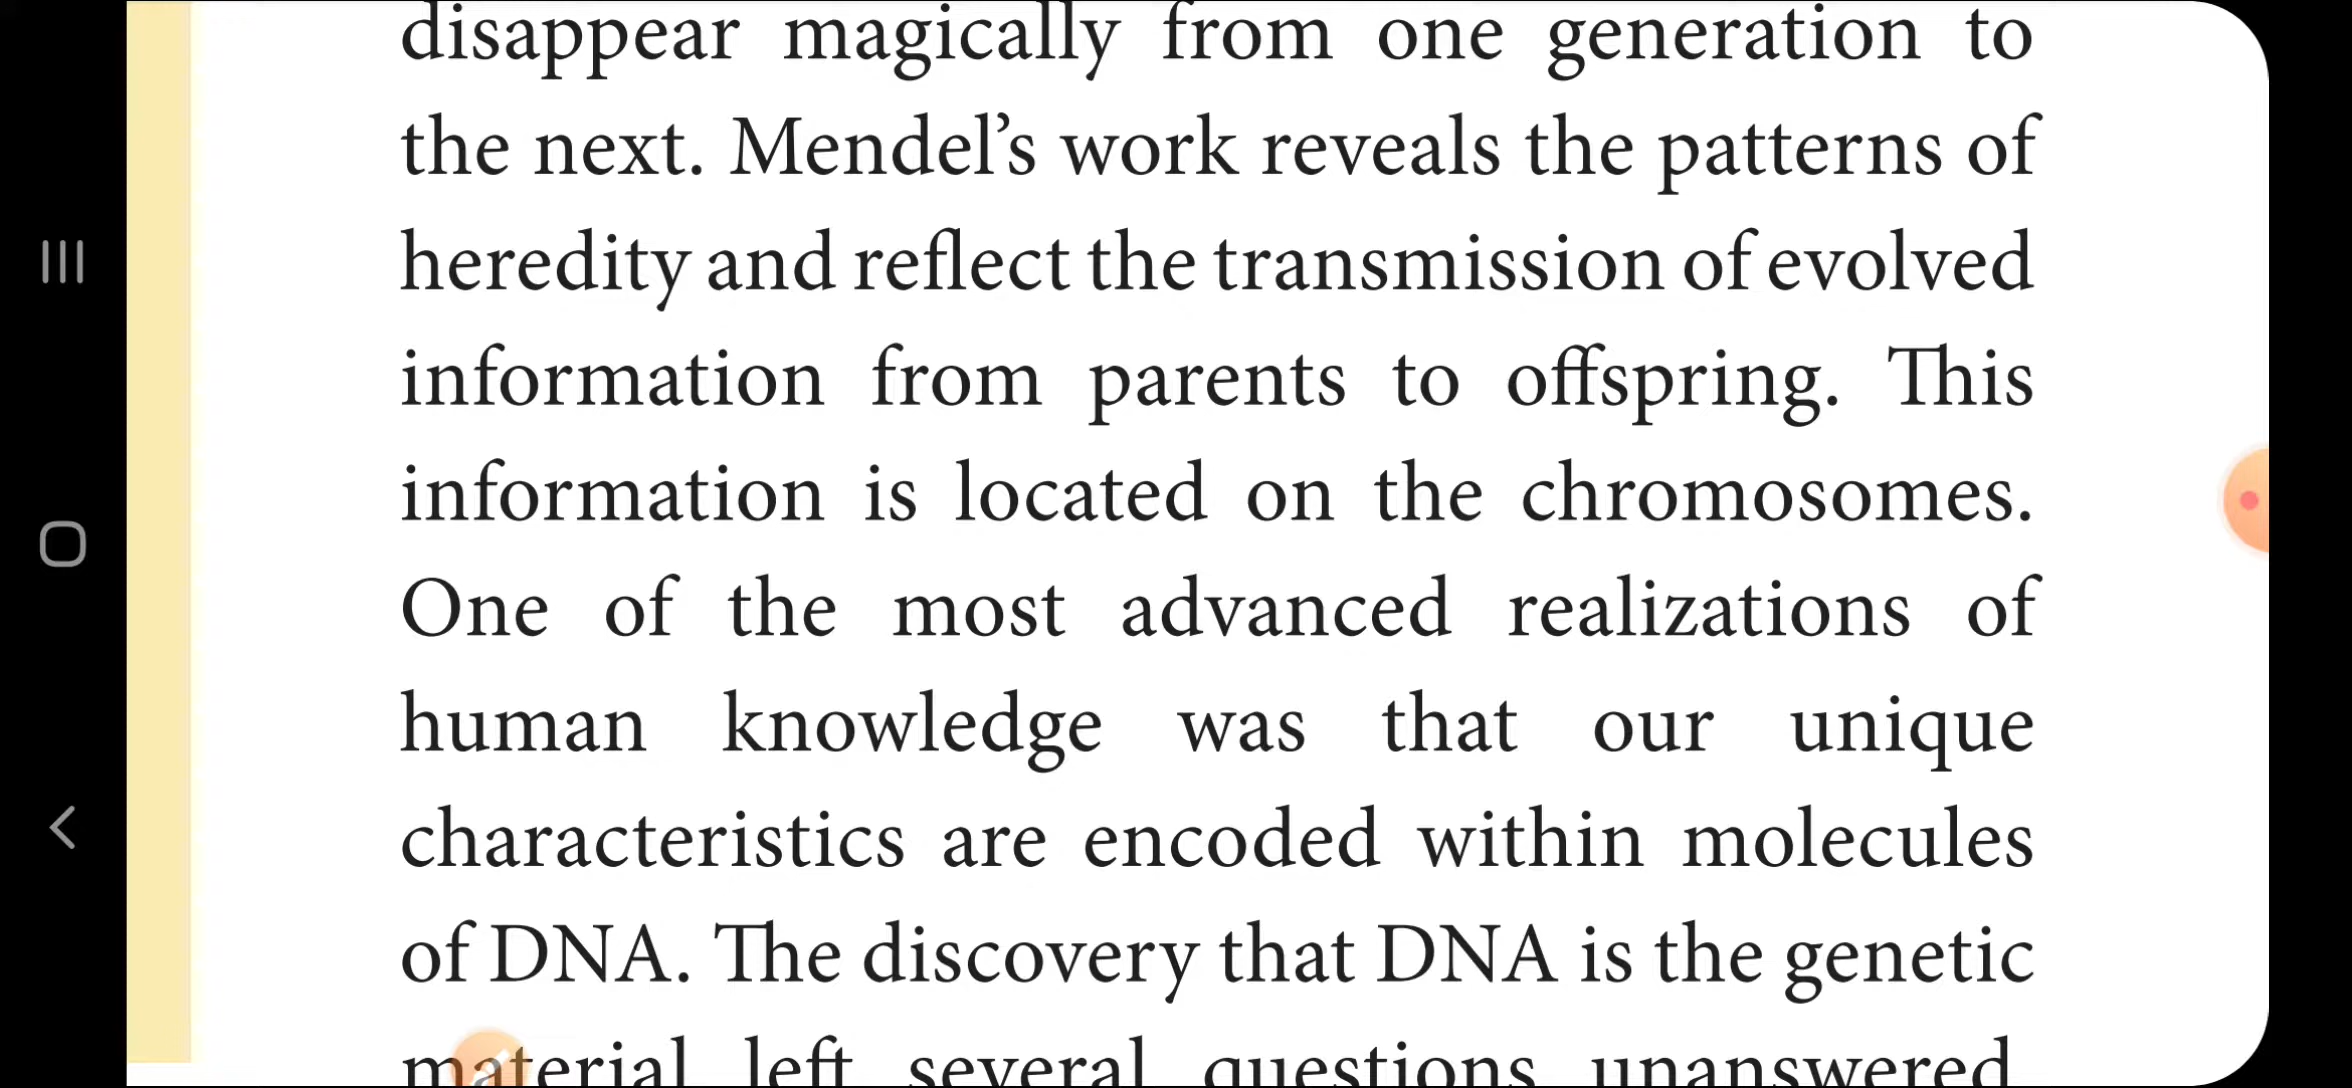 disappear magically from one generation to
the next. Mendel’s work reveals the patterns of
heredity and reflect the transmission of evolved
information from parents to offspring. This
information is located on the chromosomes.
One of the most advanced realizations of
human knowledge was that our unique
characteristics are encoded within molecules
of DNA. The discovery that DNA is the genetic
material left several questions unanswered